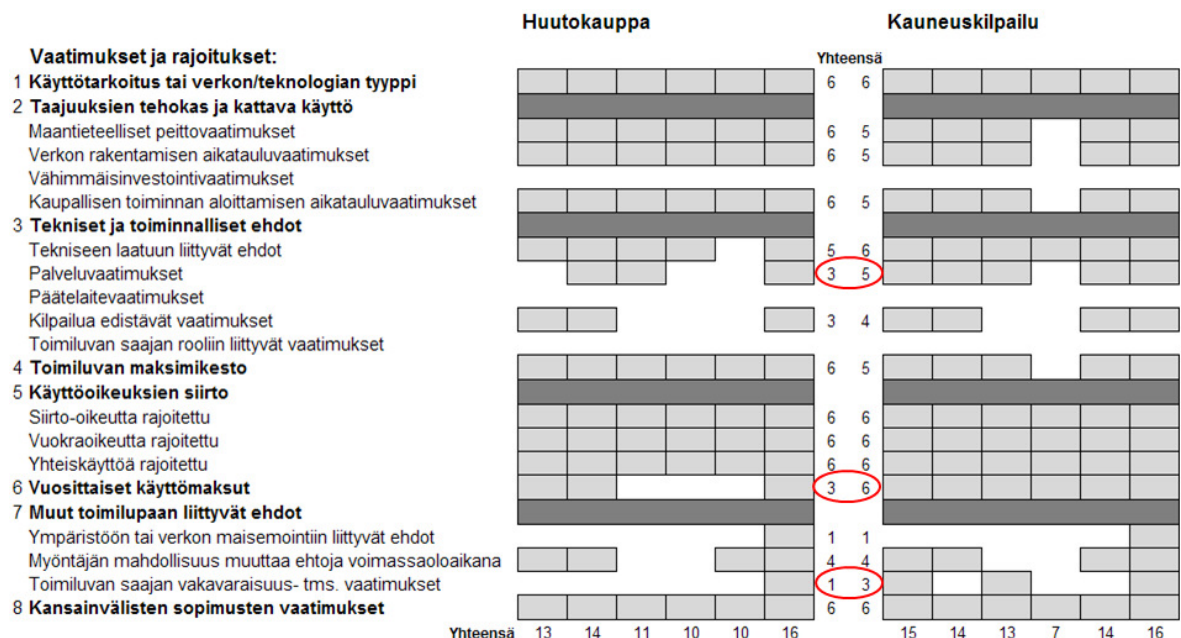 Huutokauppa Kauneuskilpailu
Vaatimukset ja rajoitukset: Yhteensä
1 Käyttötarkoitus tai verkon/teknologian tyyppi 6 6
2 Taajuuksien tehokas ja kattava käyttö
Maantieteelliset peittovaatimukset 6 5
Verkon rakentamisen aikatauluvaatimukset 6 5
Vähimmäisinvestointivaatimukset
Kaupallisen toiminnan aloittamisen aikatauluvaatimukset 6 5
3 Tekniset ja toiminnalliset ehdot
Tekniseen laatuun liittyvät ehdot 5 6
Palveluvaatimukset 3 5
Päätelaitevaatimukset
Kilpailua edistävät vaatimukset 3 4
Toimiluvan saajan rooliin liittyvät vaatimukset
4 Toimiluvan maksimikesto 6 5
5 Käyttöoikeuksien siirto
Siirto-oikeutta rajoitettu 6 6
Vuokraoikeutta rajoitettu 6 6
Yhteiskäyttöä rajoitettu 6 6
6 Vuosittaiset käyttömaksut 3 6
7 Muut toimilupaan liittyvät ehdot
Ympäristöön tai verkon maisemointiin liittyvät ehdot 1 1
Myöntäjän mahdollisuus muuttaa ehtoja voimassaoloaikana 4 4
Toimiluvan saajan vakavaraisuus- tms. vaatimukset 1 3
8 Kansainvälisten sopimusten vaatimukset 6 6
Yhteensä 13 14 11 10 10 16 15 14 13 7 14 16